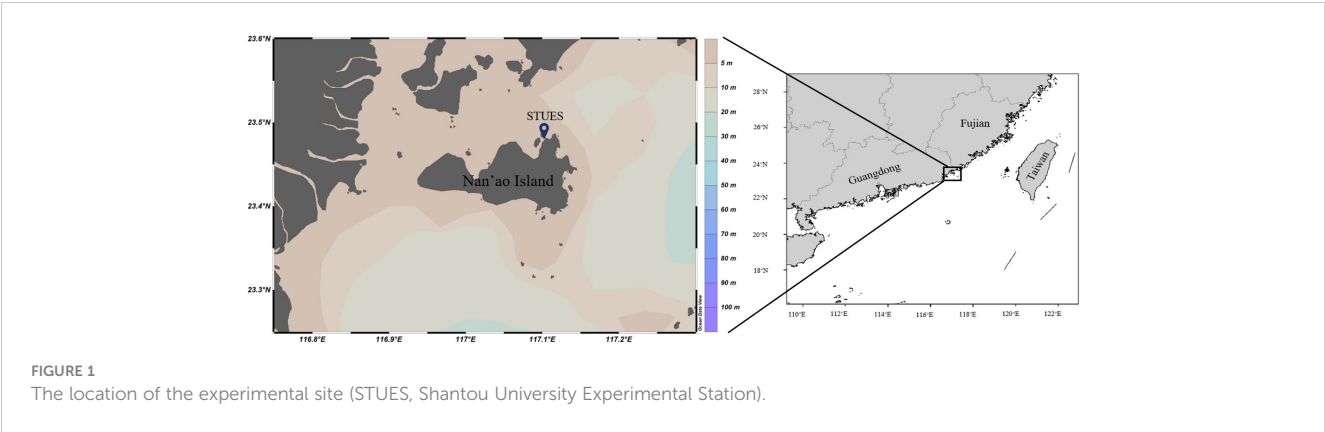 23.6°N
23.5°N
23.4°N
23.3°N
116.8°E
116.9°E
117°E
117.1°E
117.2°E
STUES
Nan'ao Island
5 m
10 m
20 m
30 m
40 m
50 m
60 m
70 m
80 m
90 m
100 m
Ocean Data View
28°N
26°N
24°N
22°N
20°N
18°N
110°E
112°E
114°E
116°E
118°E
120°E
122°E
Fujian
Guangdong
Taiwan
FIGURE 1
The location of the experimental site (STUES, Shantou University Experimental Station).